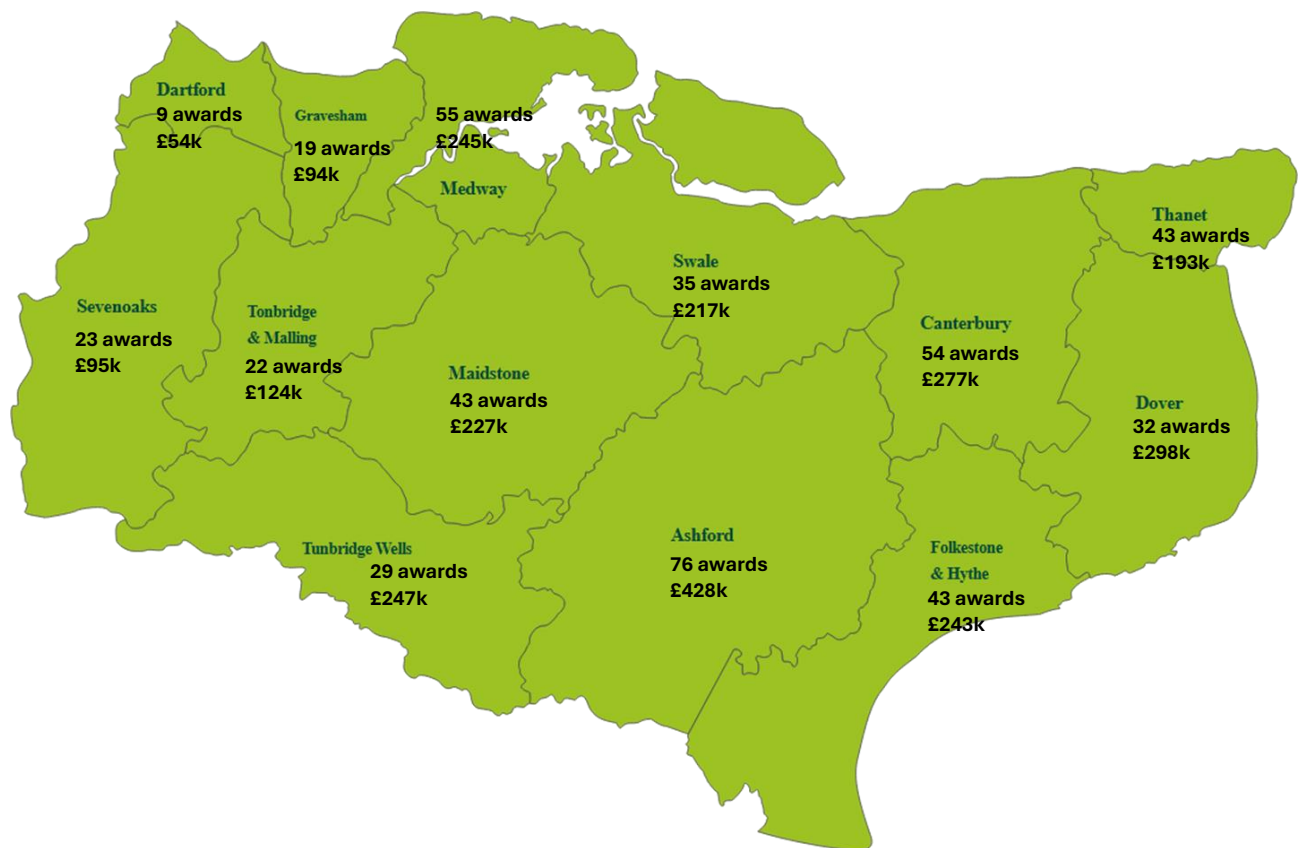 Dartford
9 awards
£54k
Gravesham
19 awards
£94k
55 awards
£245k
Medway
Thanet
43 awards
£193k
Swale
35 awards
£217k
Sevenoaks
23 awards
£95k
Tonbridge
& Malling
22 awards
£124k
Maidstone
43 awards
£227k
Canterbury
54 awards
£277k
Dover
32 awards
£298k
Tunbridge Wells
29 awards
£247k
Ashford
76 awards
£428k
Folkestone
& Hythe
43 awards
£243k